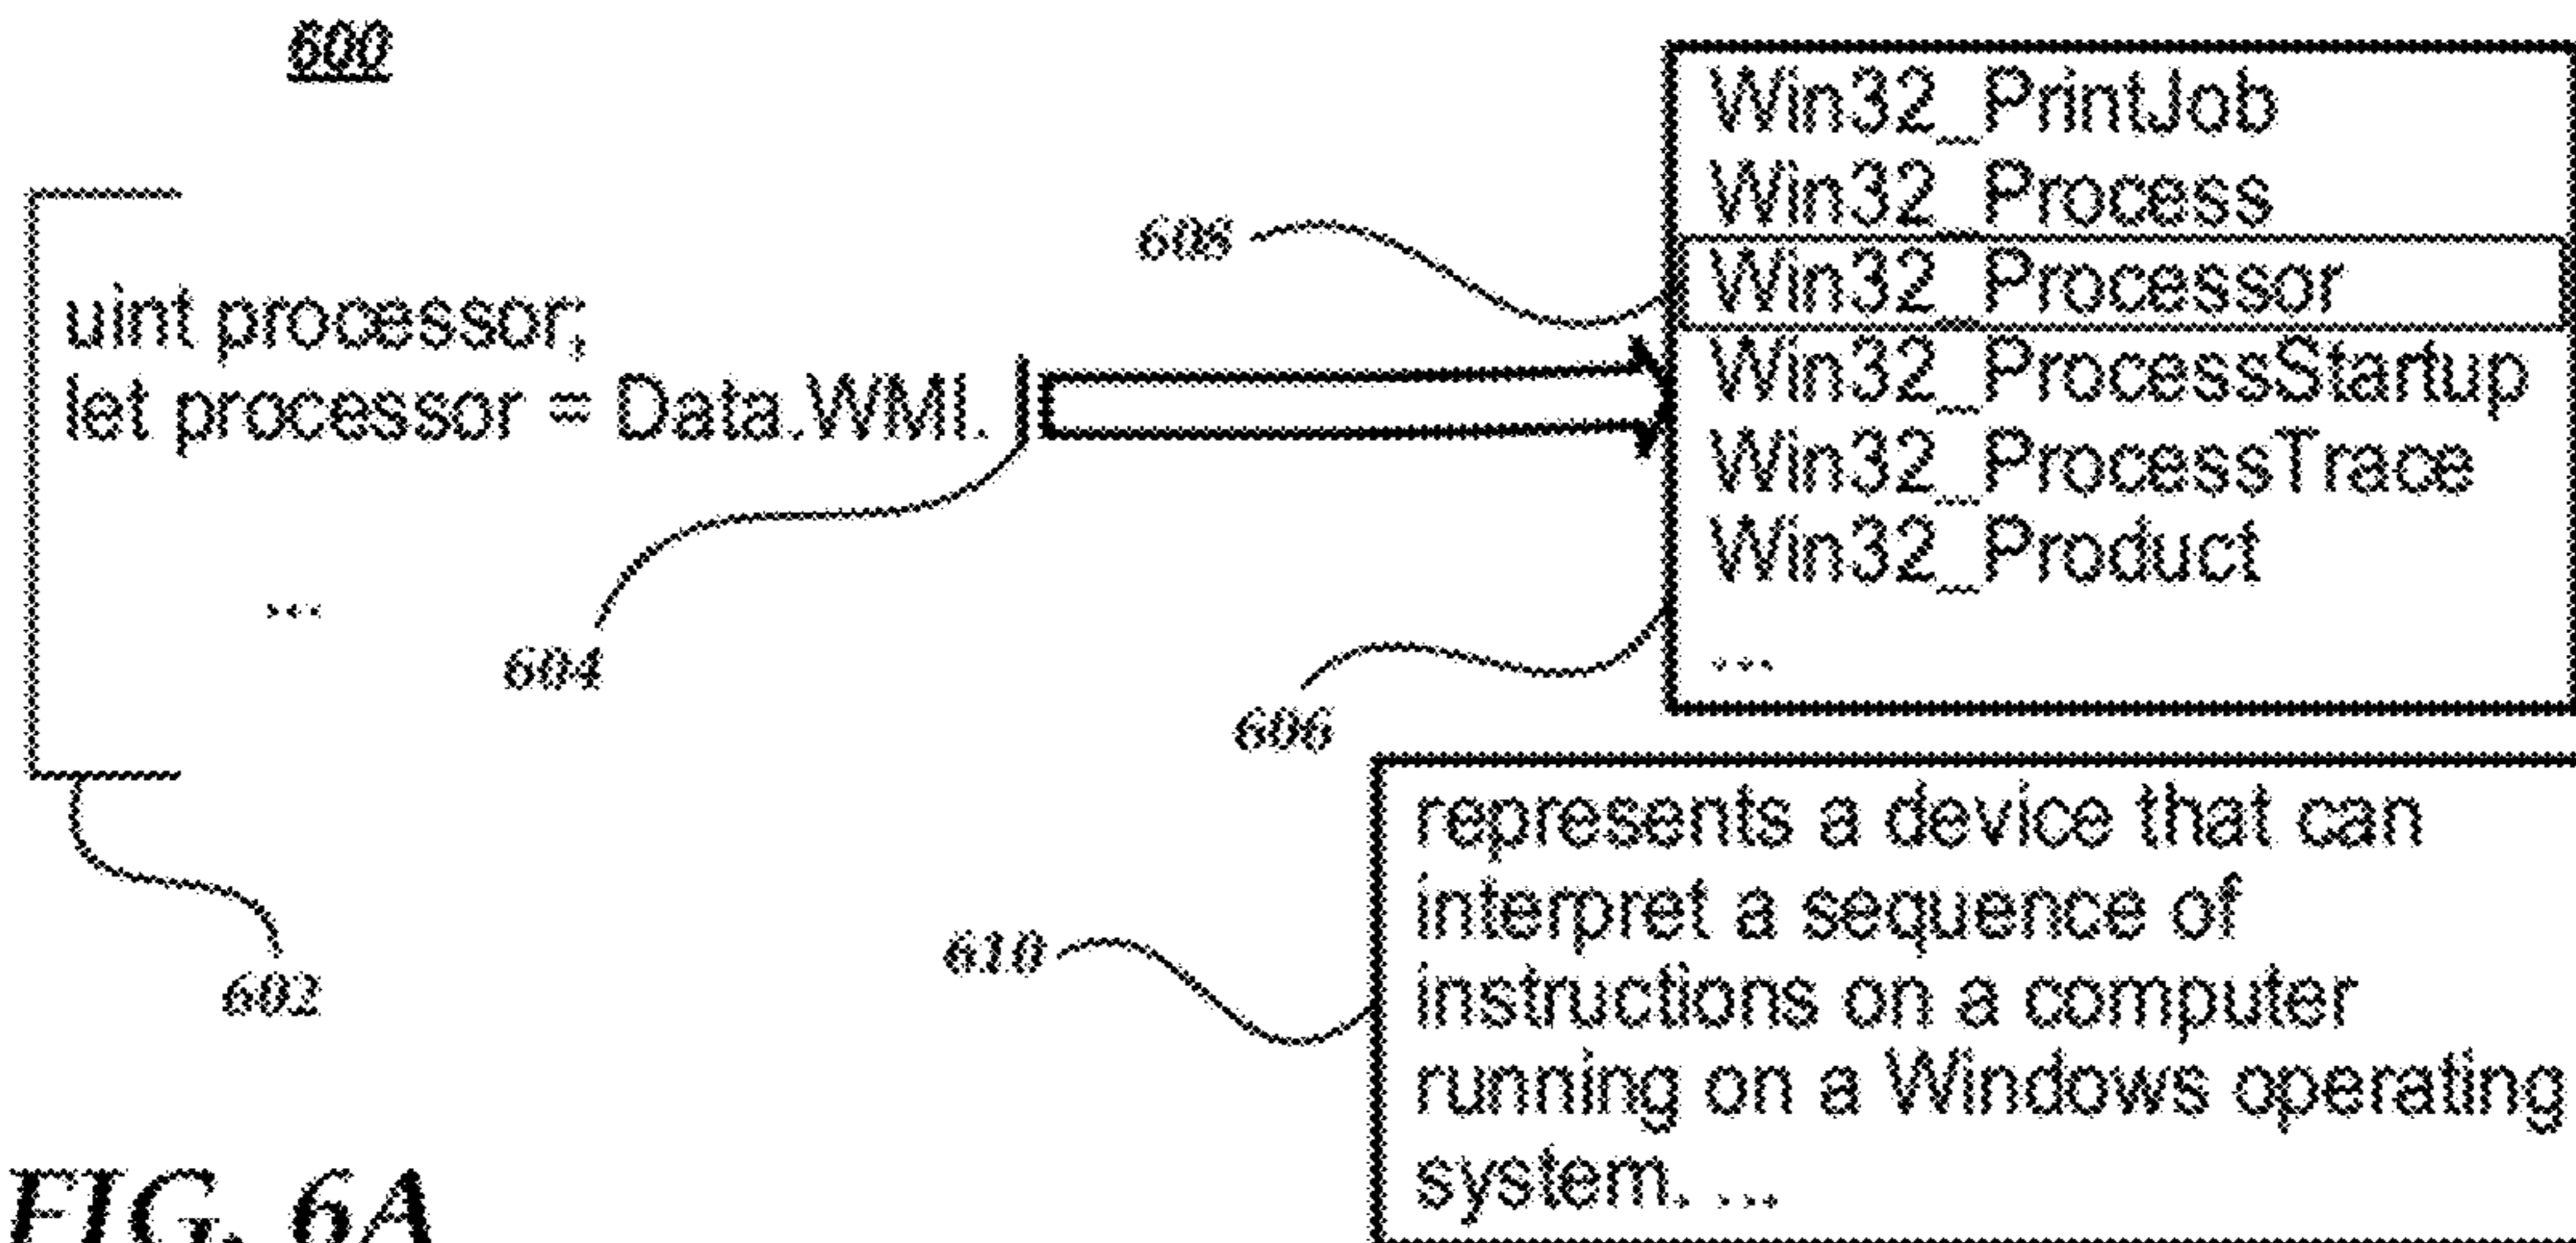 600
Win32_PrintJob
Win32_Process
608
Win32_Processor
uint processor;
let processor = Data.WMI.
Win32_ProcessStartup
Win32_ProcessTrace
Win32_Product
...
...
604
606
represents a device that can
interpret a sequence of
instructions on a computer
running on a Windows operating
system. ...
610
602
FIG. 6A